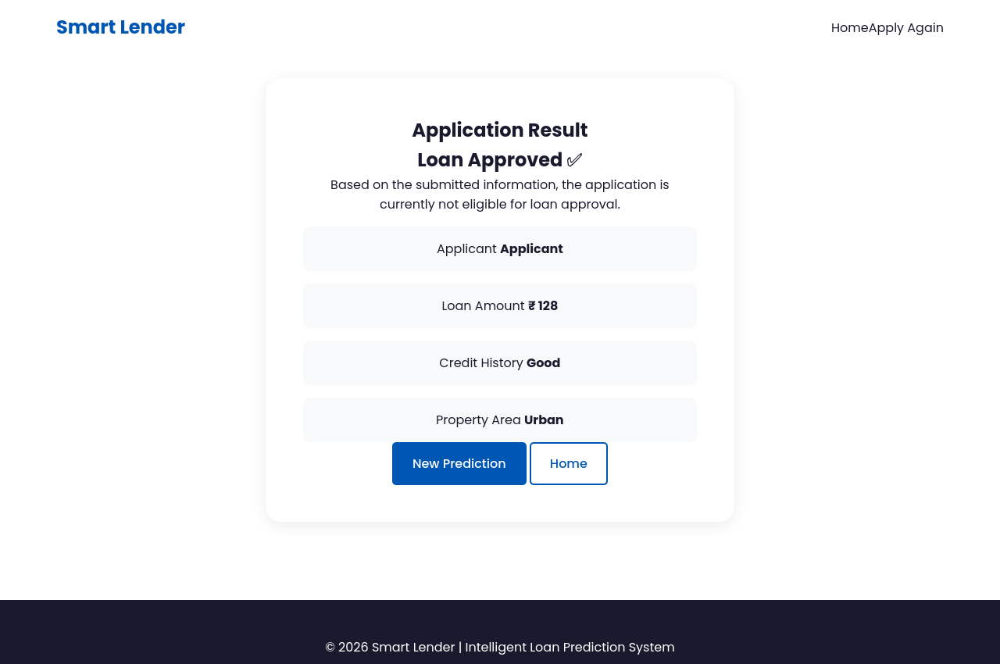 Smart Lender
HomeApply Again
Application Result
Loan Approved ✅
Based on the submitted information, the application is
currently not eligible for loan approval.
Applicant Applicant
Loan Amount ₹ 128
Credit History Good
Property Area Urban
New Prediction Home
© 2026 Smart Lender | Intelligent Loan Prediction System